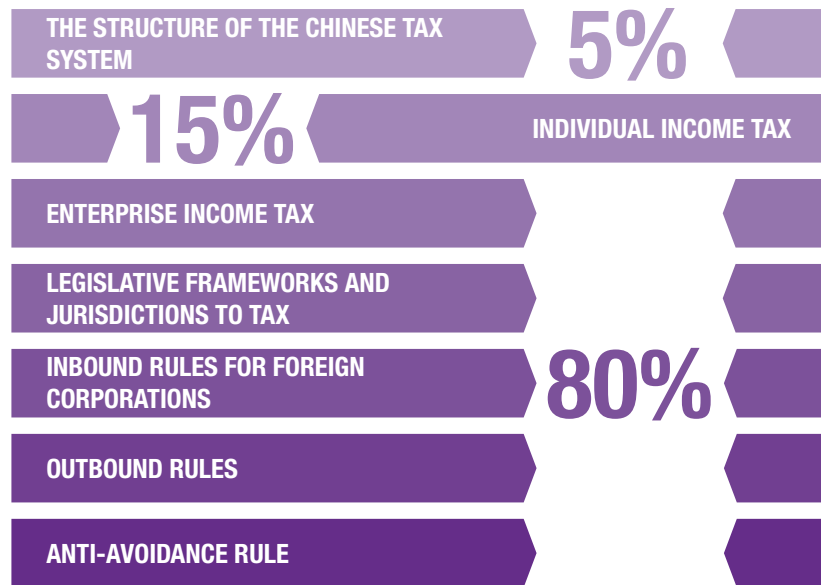 THE STRUCTURE OF THE CHINESE TAX
SYSTEM
5%
15%
INDIVIDUAL INCOME TAX
ENTERPRISE INCOME TAX
LEGISLATIVE FRAMEWORKS AND
JURISDICTIONS TO TAX
INBOUND RULES FOR FOREIGN
CORPORATIONS
80%
OUTBOUND RULES
ANTI-AVOIDANCE RULE